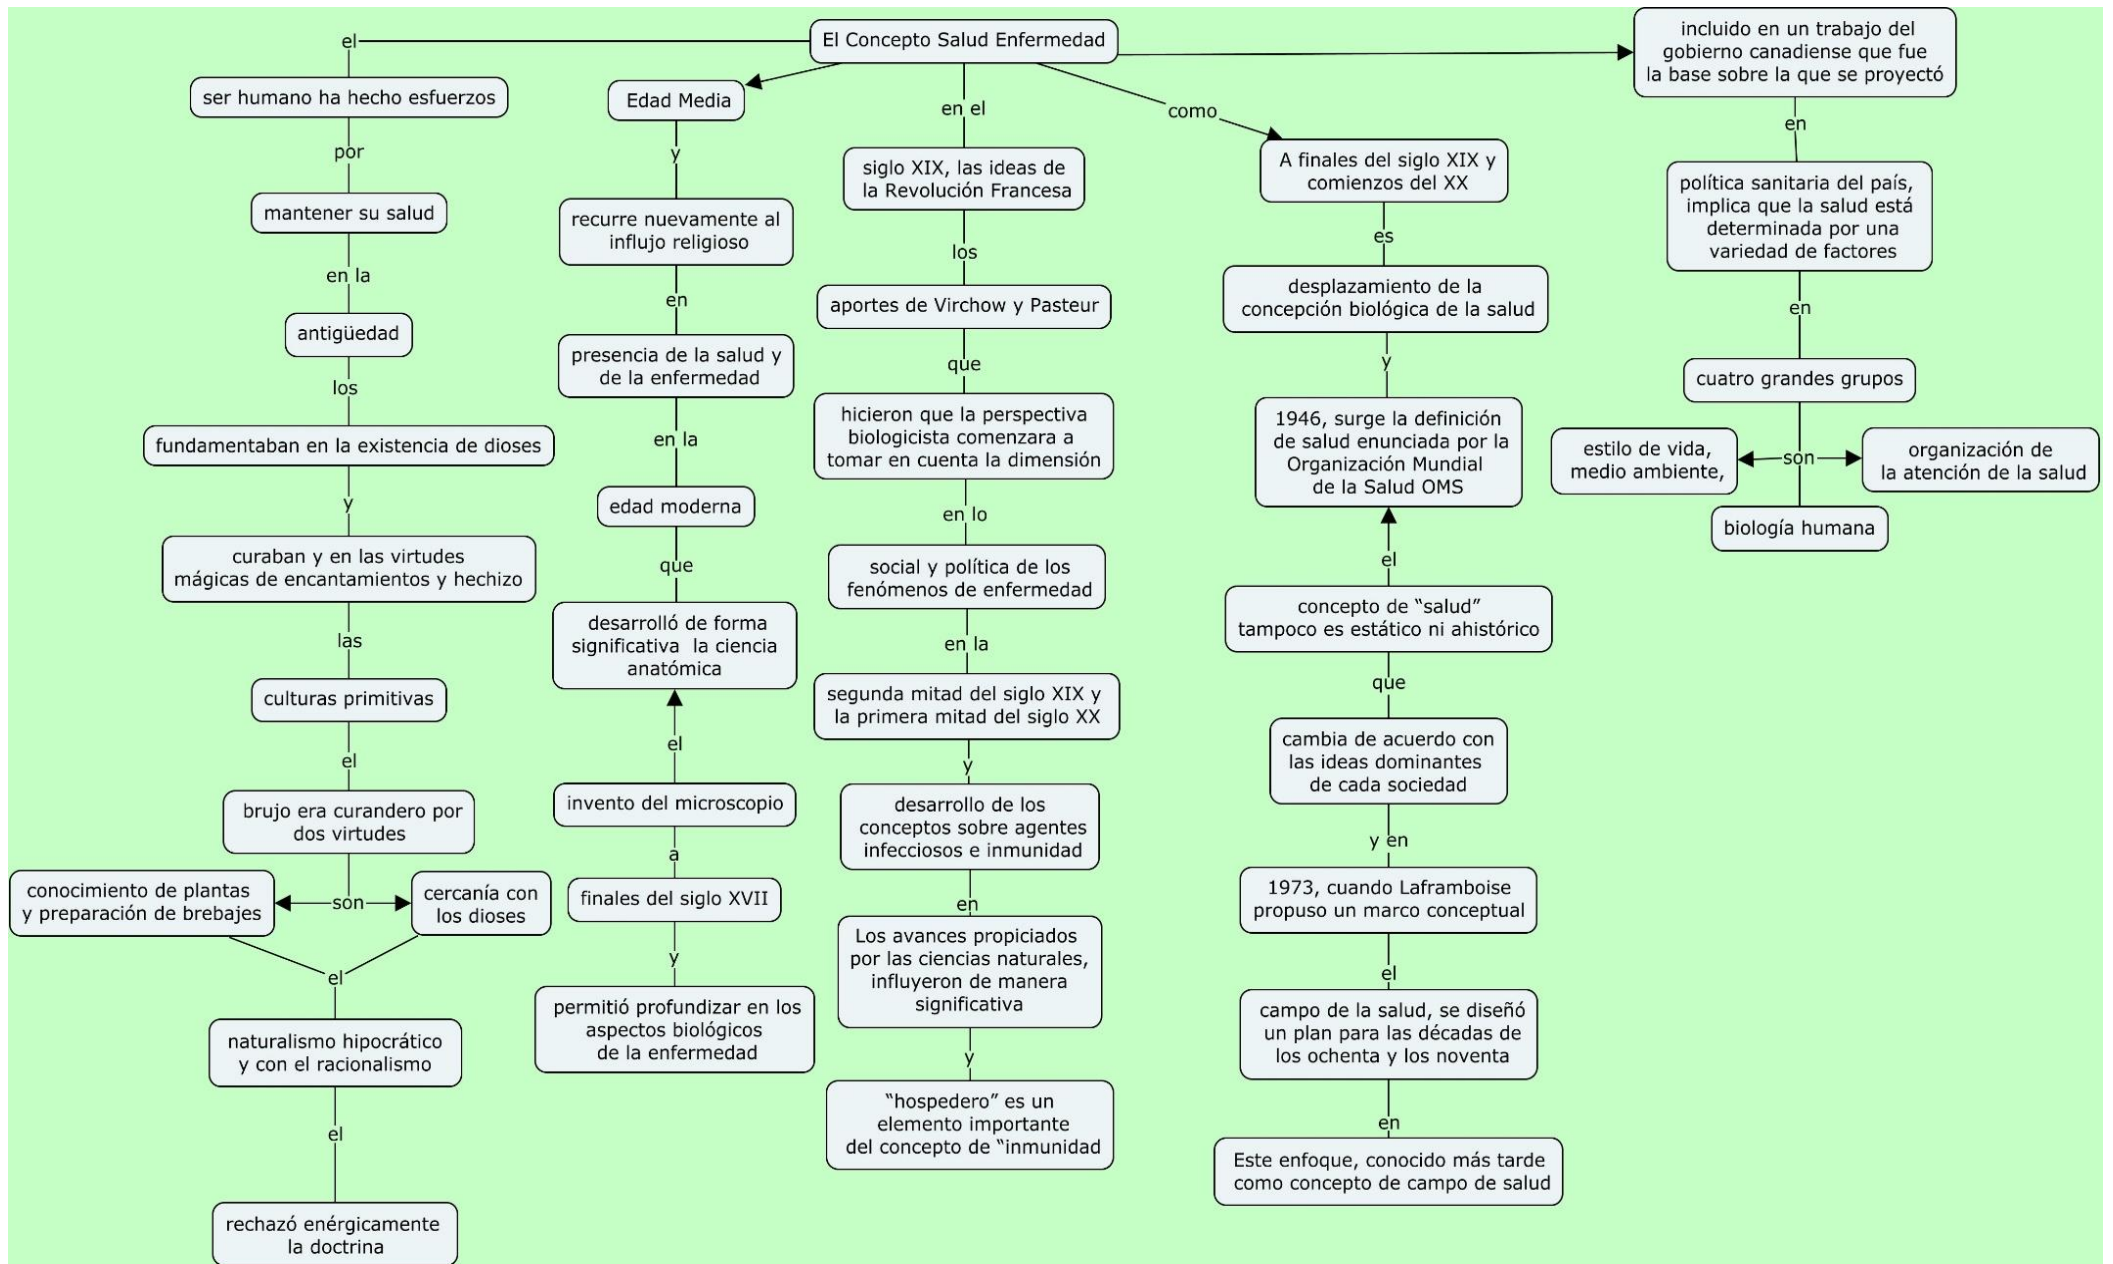 El Concepto Salud Enfermedad
el
ser humano ha hecho esfuerzos
por
mantener su salud
en la
antigüedad
los
fundamentaban en la existencia de dioses
y
curaban y en las virtudes
mágicas de encantamientos y hechizo
las
culturas primitivas
el
brujo era curandero por
dos virtudes
son
conocimiento de plantas
y preparación de brebajes
cercanía con
los dioses
el
naturalismo hipocrático
y con el racionalismo
el
rechazó enérgicamente
la doctrina
Edad Media
y
recurre nuevamente al
influjo religioso
en
presencia de la salud y
de la enfermedad
en la
edad moderna
que
desarrolló de forma
significativa la ciencia
anatómica
el
invento del microscopio
a
finales del siglo XVII
y
permitió profundizar en los
aspectos biológicos
de la enfermedad
en el
siglo XIX, las ideas de
la Revolución Francesa
los
aportes de Virchow y Pasteur
que
hicieron que la perspectiva
biologicista comenzara a
tomar en cuenta la dimensión
en lo
social y política de los
fenómenos de enfermedad
en la
segunda mitad del siglo XIX y
la primera mitad del siglo XX
y
desarrollo de los
conceptos sobre agentes
infecciosos e inmunidad
en
Los avances propiciados
por las ciencias naturales,
influyeron de manera
significativa
y
“hospedero” es un
elemento importante
del concepto de “inmunidad
como
A finales del siglo XIX y
comienzos del XX
es
desplazamiento de la
concepción biológica de la salud
y
1946, surge la definición
de salud enunciada por la
Organización Mundial
de la Salud OMS
el
concepto de “salud”
tampoco es estático ni ahistórico
que
cambia de acuerdo con
las ideas dominantes
de cada sociedad
y en
1973, cuando Laframboise
propuso un marco conceptual
el
campo de la salud, se diseñó
un plan para las décadas de
los ochenta y los noventa
en
Este enfoque, conocido más tarde
como concepto de campo de salud
incluido en un trabajo del
gobierno canadiense que fue
la base sobre la que se proyectó
en
política sanitaria del país,
implica que la salud está
determinada por una
variedad de factores
en
cuatro grandes grupos
son
estilo de vida,
medio ambiente,
organización de
la atención de la salud
biología humana